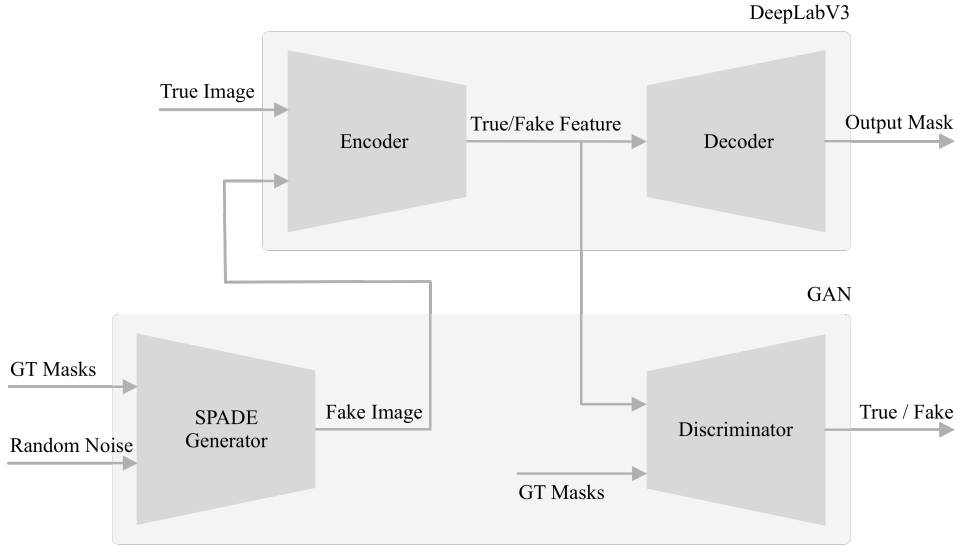 DeepLabV3
True Image
Encoder
True/Fake Feature
Decoder
Output Mask
GAN
GT Masks
Random Noise
SPADE
Generator
Fake Image
GT Masks
Discriminator
True / Fake